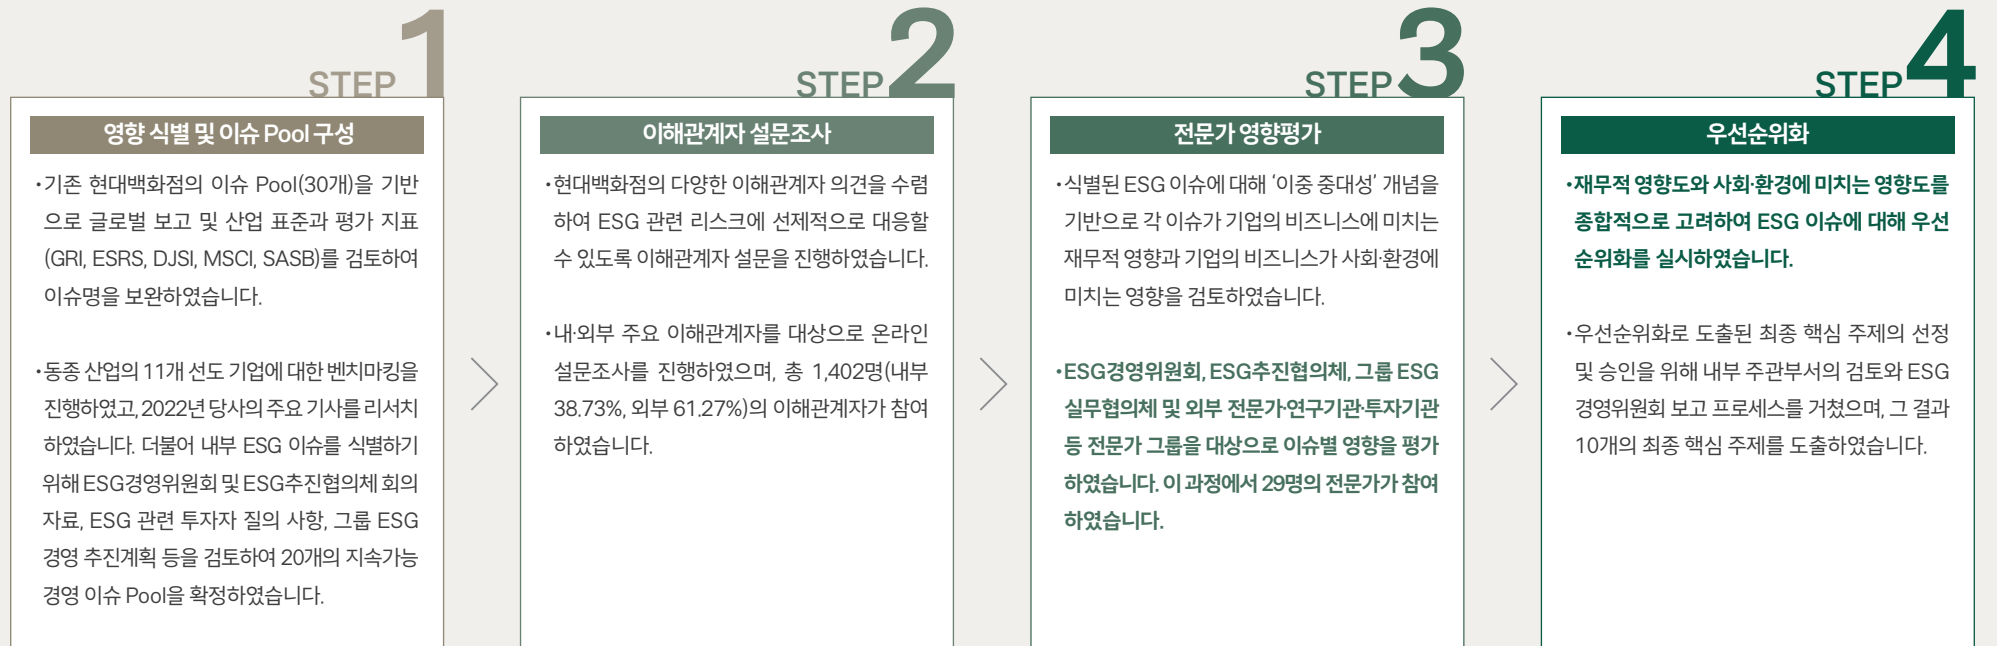 STEP 1
영향 식별 및 이슈 Pool 구성
•기존 현대백화점의 이슈 Pool(30개)을 기반
으로 글로벌 보고 및 산업 표준과 평가 지표
(GRI, ESRS, DJSI, MSCI, SASB)를 검토하여
이슈명을 보완하였습니다.
•동종 산업의 11개 선도 기업에 대한 벤치마킹을
진행하였고, 2022년 당사의 주요 기사를 리서치
하였습니다. 더불어 내부 ESG 이슈를 식별하기
위해 ESG경영위원회 및 ESG추진협의체 회의
자료, ESG 관련 투자자 질의 사항, 그룹 ESG
경영 추진계획 등을 검토하여 20개의 지속가능
경영 이슈 Pool을 확정하였습니다.
STEP 2
이해관계자 설문조사
•현대백화점의 다양한 이해관계자 의견을 수렴
하여 ESG 관련 리스크에 선제적으로 대응할
수 있도록 이해관계자 설문을 진행하였습니다.
•내·외부 주요 이해관계자를 대상으로 온라인
설문조사를 진행하였으며, 총 1,402명(내부
38.73%, 외부 61.27%)의 이해관계자가 참여
하였습니다.
STEP 3
전문가 영향평가
•식별된 ESG 이슈에 대해 ‘이중 중대성’ 개념을
기반으로 각 이슈가 기업의 비즈니스에 미치는
재무적 영향과 기업의 비즈니스가 사회·환경에
미치는 영향을 검토하였습니다.
•ESG경영위원회, ESG추진협의체, 그룹 ESG
실무협의체 및 외부 전문가·연구기관·투자기관
등 전문가 그룹을 대상으로 이슈별 영향을 평가
하였습니다. 이 과정에서 29명의 전문가가 참여
하였습니다.
STEP 4
우선순위화
•재무적 영향도와 사회·환경에 미치는 영향도를
종합적으로 고려하여 ESG 이슈에 대해 우선
순위화를 실시하였습니다.
•우선순위화로 도출된 최종 핵심 주제의 선정
및 승인을 위해 내부 주관부서의 검토와 ESG
경영위원회 보고 프로세스를 거쳤으며, 그 결과
10개의 최종 핵심 주제를 도출하였습니다.